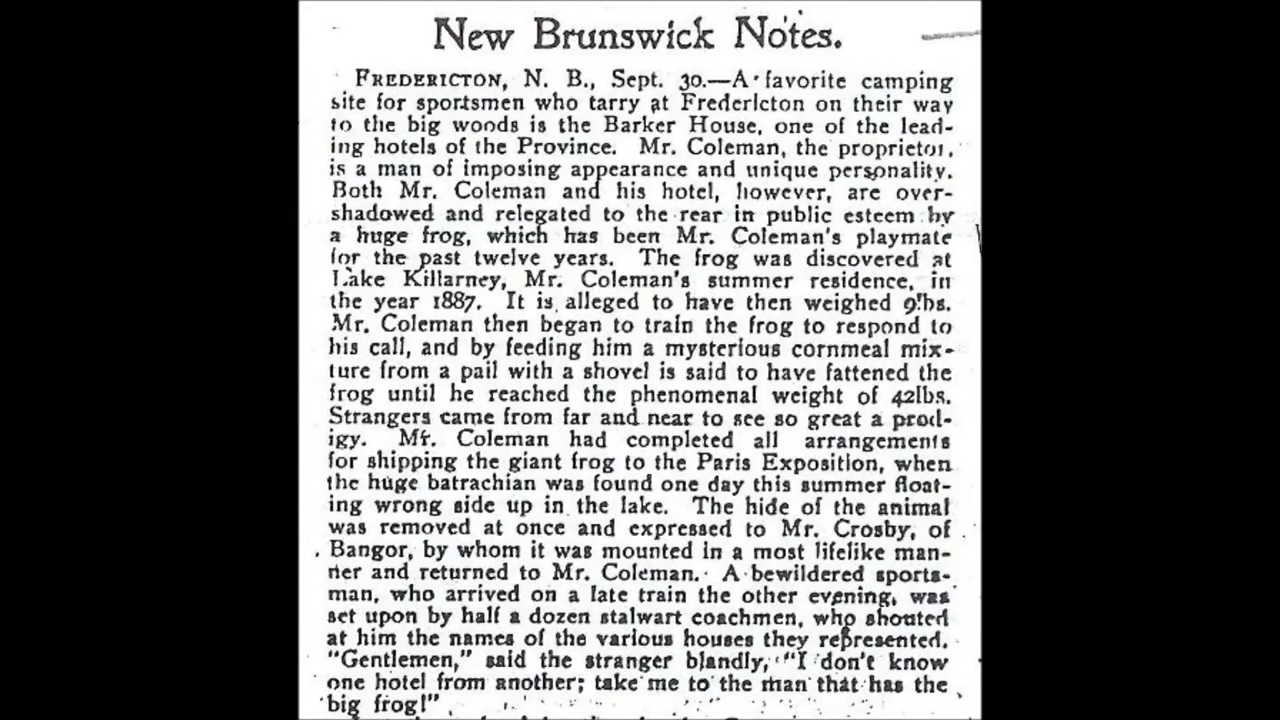 New Brunswick Notes.
FREDERICTON, N. B., Sept. 30.—A favorite camping
site for sportsmen who tarry at Fredericton on their way
to the big woods is the Barker House, one of the lead-
ing hotels of the Province. Mr. Coleman, the proprietor,
is a man of imposing appearance and unique personality.
Both Mr. Coleman and his hotel, however, are over-
shadowed and relegated to the rear in public esteem by
a huge frog, which has been Mr. Coleman's playmate
for the past twelve years. The frog was discovered at
Lake Killarney, Mr. Coleman's summer residence, in
the year 1887. It is alleged to have then weighed 9lbs.
Mr. Coleman then began to train the frog to respond to
his call, and by feeding him a mysterious cornmeal mix-
ture from a pail with a shovel is said to have fattened the
frog until he reached the phenomenal weight of 42lbs.
Strangers came from far and near to see so great a prod-
igy. Mr. Coleman had completed all arrangements
for shipping the giant frog to the Paris Exposition, when
the huge batrachian was found one day this summer float-
ing wrong side up in the lake. The hide of the animal
was removed at once and expressed to Mr. Crosby, of
Bangor, by whom it was mounted in a most lifelike man-
ner and returned to Mr. Coleman. A bewildered sports-
man, who arrived on a late train the other evening, was
set upon by half a dozen stalwart coachmen, who shouted
at him the names of the various houses they represented.
"Gentlemen," said the stranger blandly, "I don't know
one hotel from another; take me to the man that has the
big frog!"